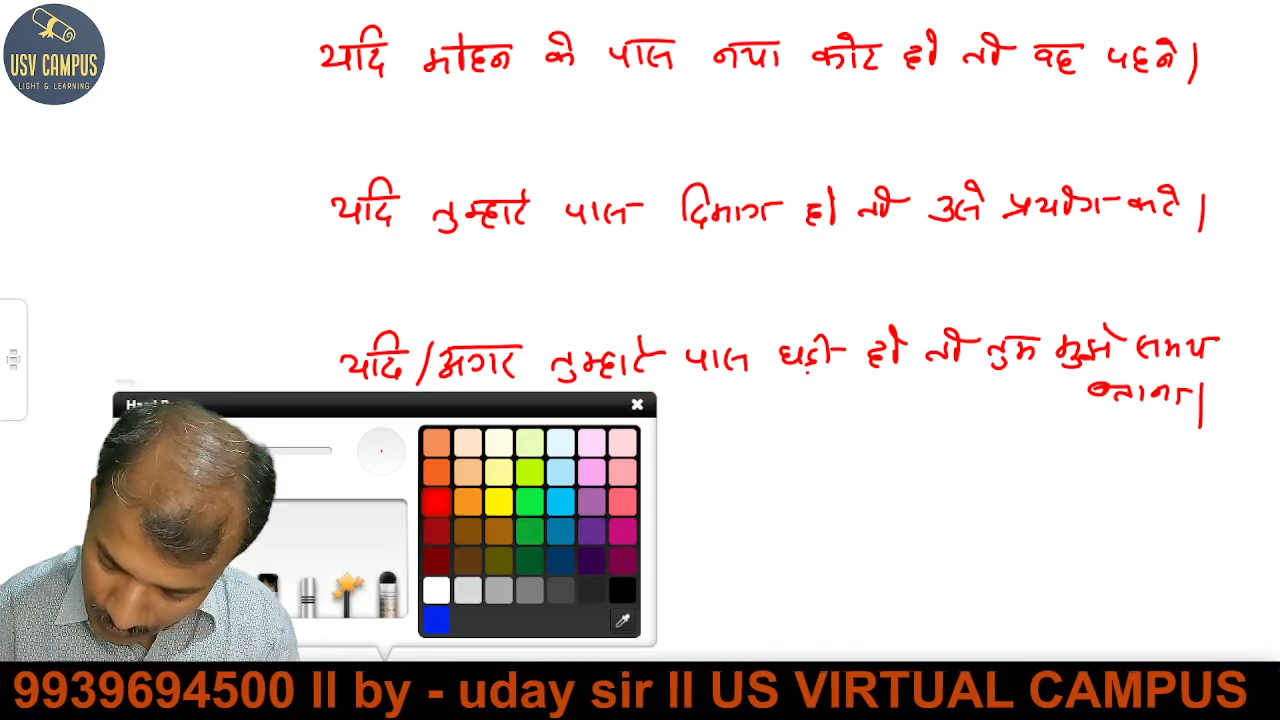 USV CAMPUS
LIGHT & LEARNING
यदि मोहन के पास नया कोट हो तो वह पहने।
यदि तुम्हारे पास दिमाग हो तो उसे प्रयोग करो।
यदि/अगर तुम्हारे पास घड़ी हो तो तुम मुझे समय
बताना।
9939694500 II by - uday sir II US VIRTUAL CAMPUS